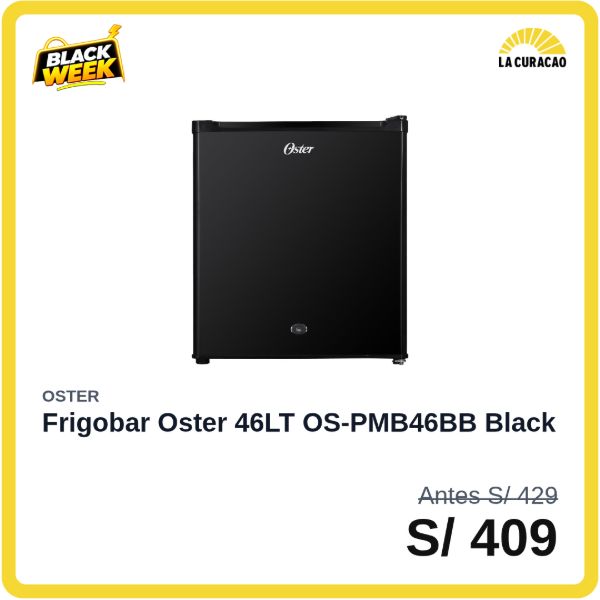 BLACK
WEEK
LA CURACAO
Oster
OSTER
Frigobar Oster 46LT OS-PMB46BB Black
Antes S/ 429
S/ 409